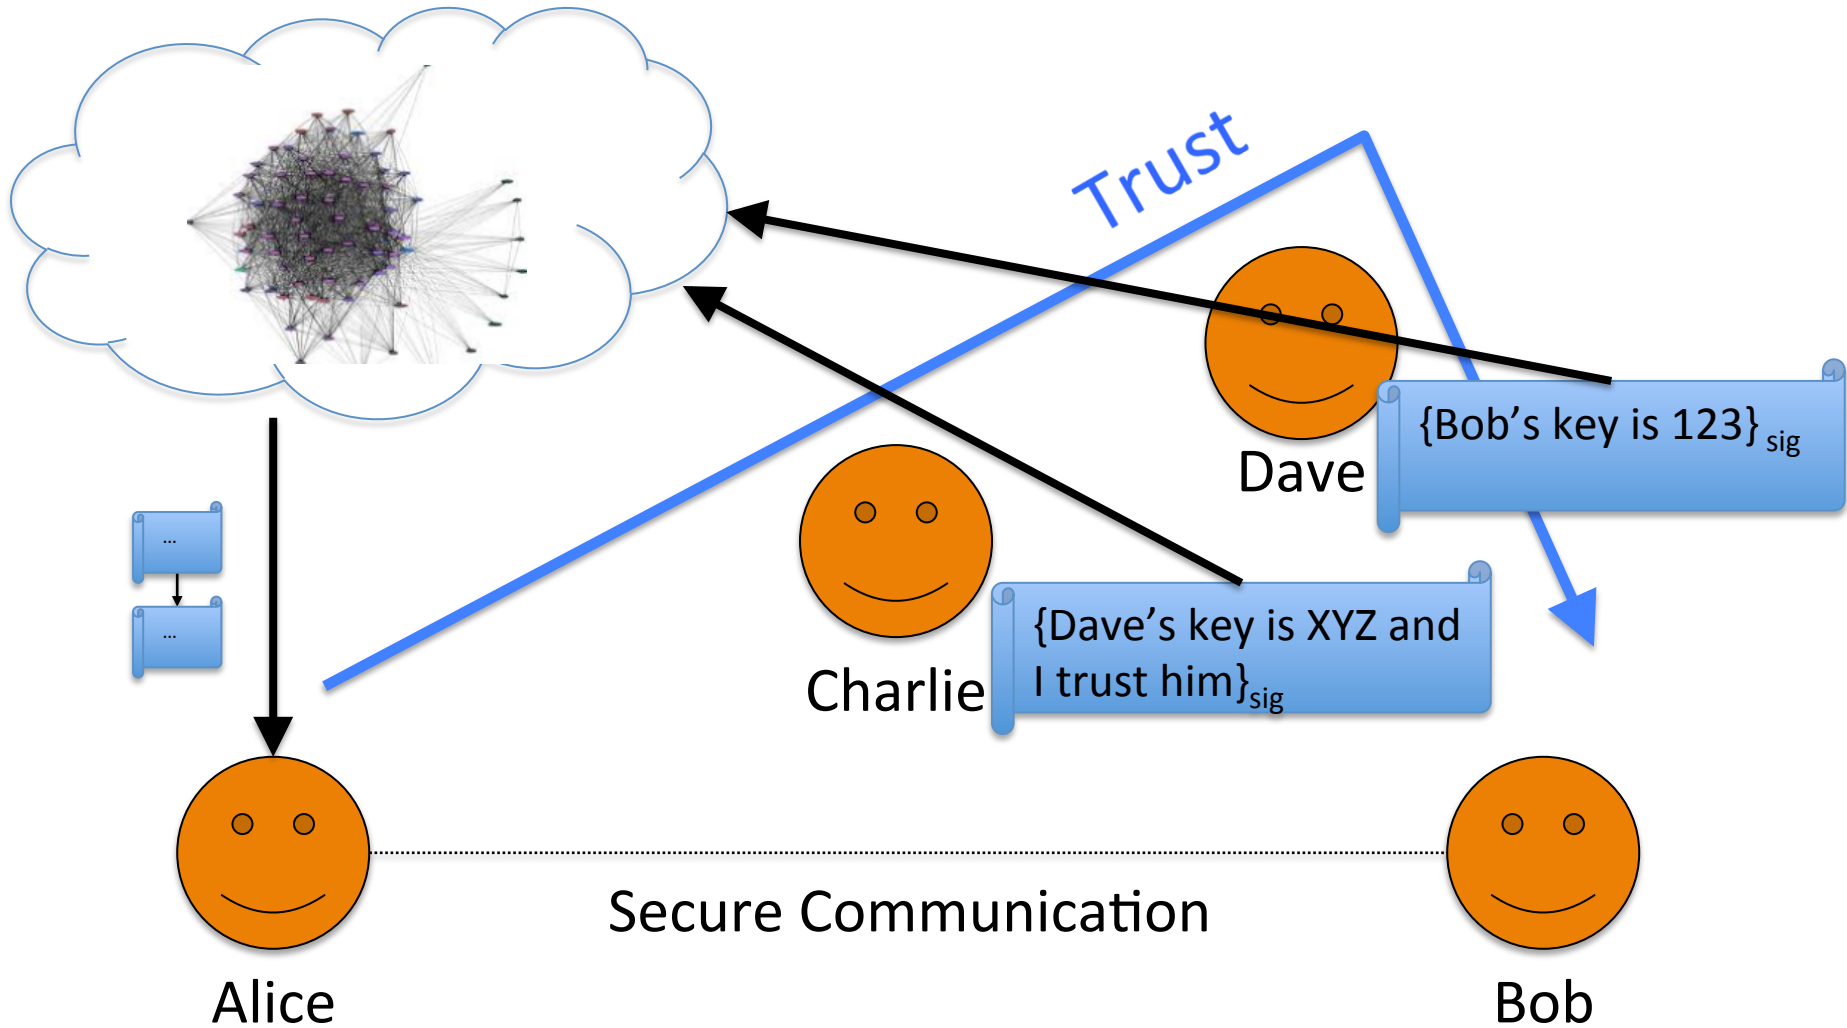 Trust
{Bob’s key is 123} sig
Dave
...
...
{Dave’s key is XYZ and
I trust him}sig
Charlie
Secure Communication
Alice
Bob